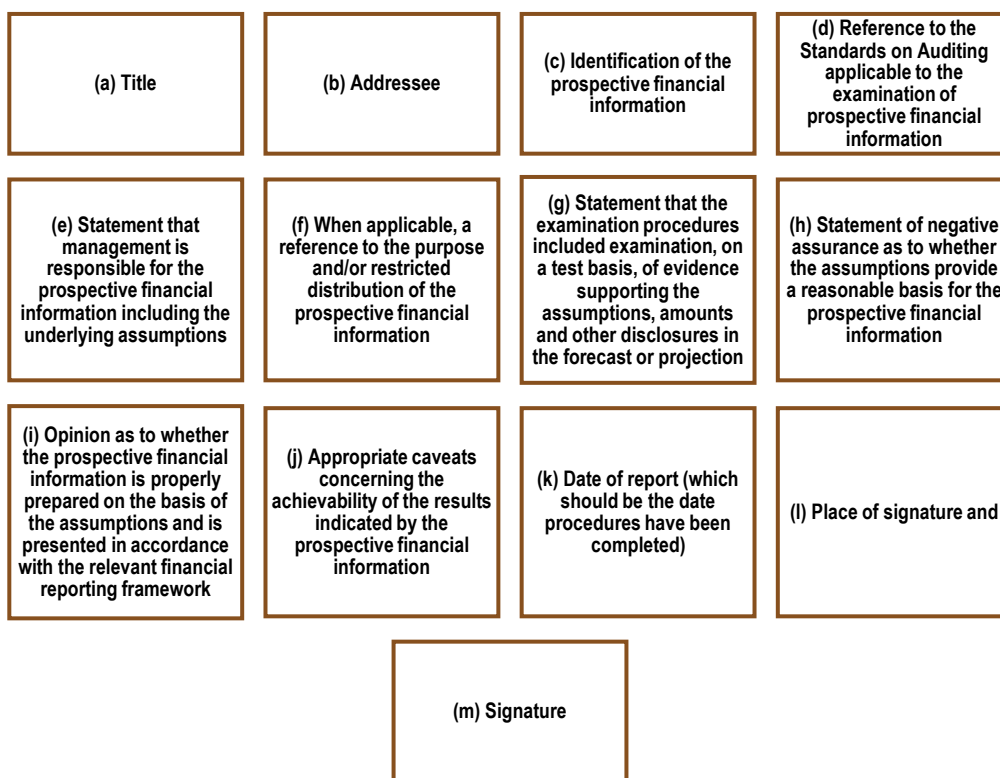 (a) Title
(b) Addressee
(c) Identification of the
prospective financial
information
(d) Reference to the
Standards on Auditing
applicable to the
examination of
prospective financial
information
(e) Statement that
management is
responsible for the
prospective financial
information including the
underlying assumptions
(f) When applicable, a
reference to the purpose
and/or restricted
distribution of the
prospective financial
information
(g) Statement that the
examination procedures
included examination, on
a test basis, of evidence
supporting the
assumptions, amounts
and other disclosures in
the forecast or projection
(h) Statement of negative
assurance as to whether
the assumptions provide
a reasonable basis for the
prospective financial
information
(i) Opinion as to whether
the prospective financial
information is properly
prepared on the basis of
the assumptions and is
presented in accordance
with the relevant financial
reporting framework
(j) Appropriate caveats
concerning the
achievability of the results
indicated by the
prospective financial
information
(k) Date of report (which
should be the date
procedures have been
completed)
(l) Place of signature and
(m) Signature